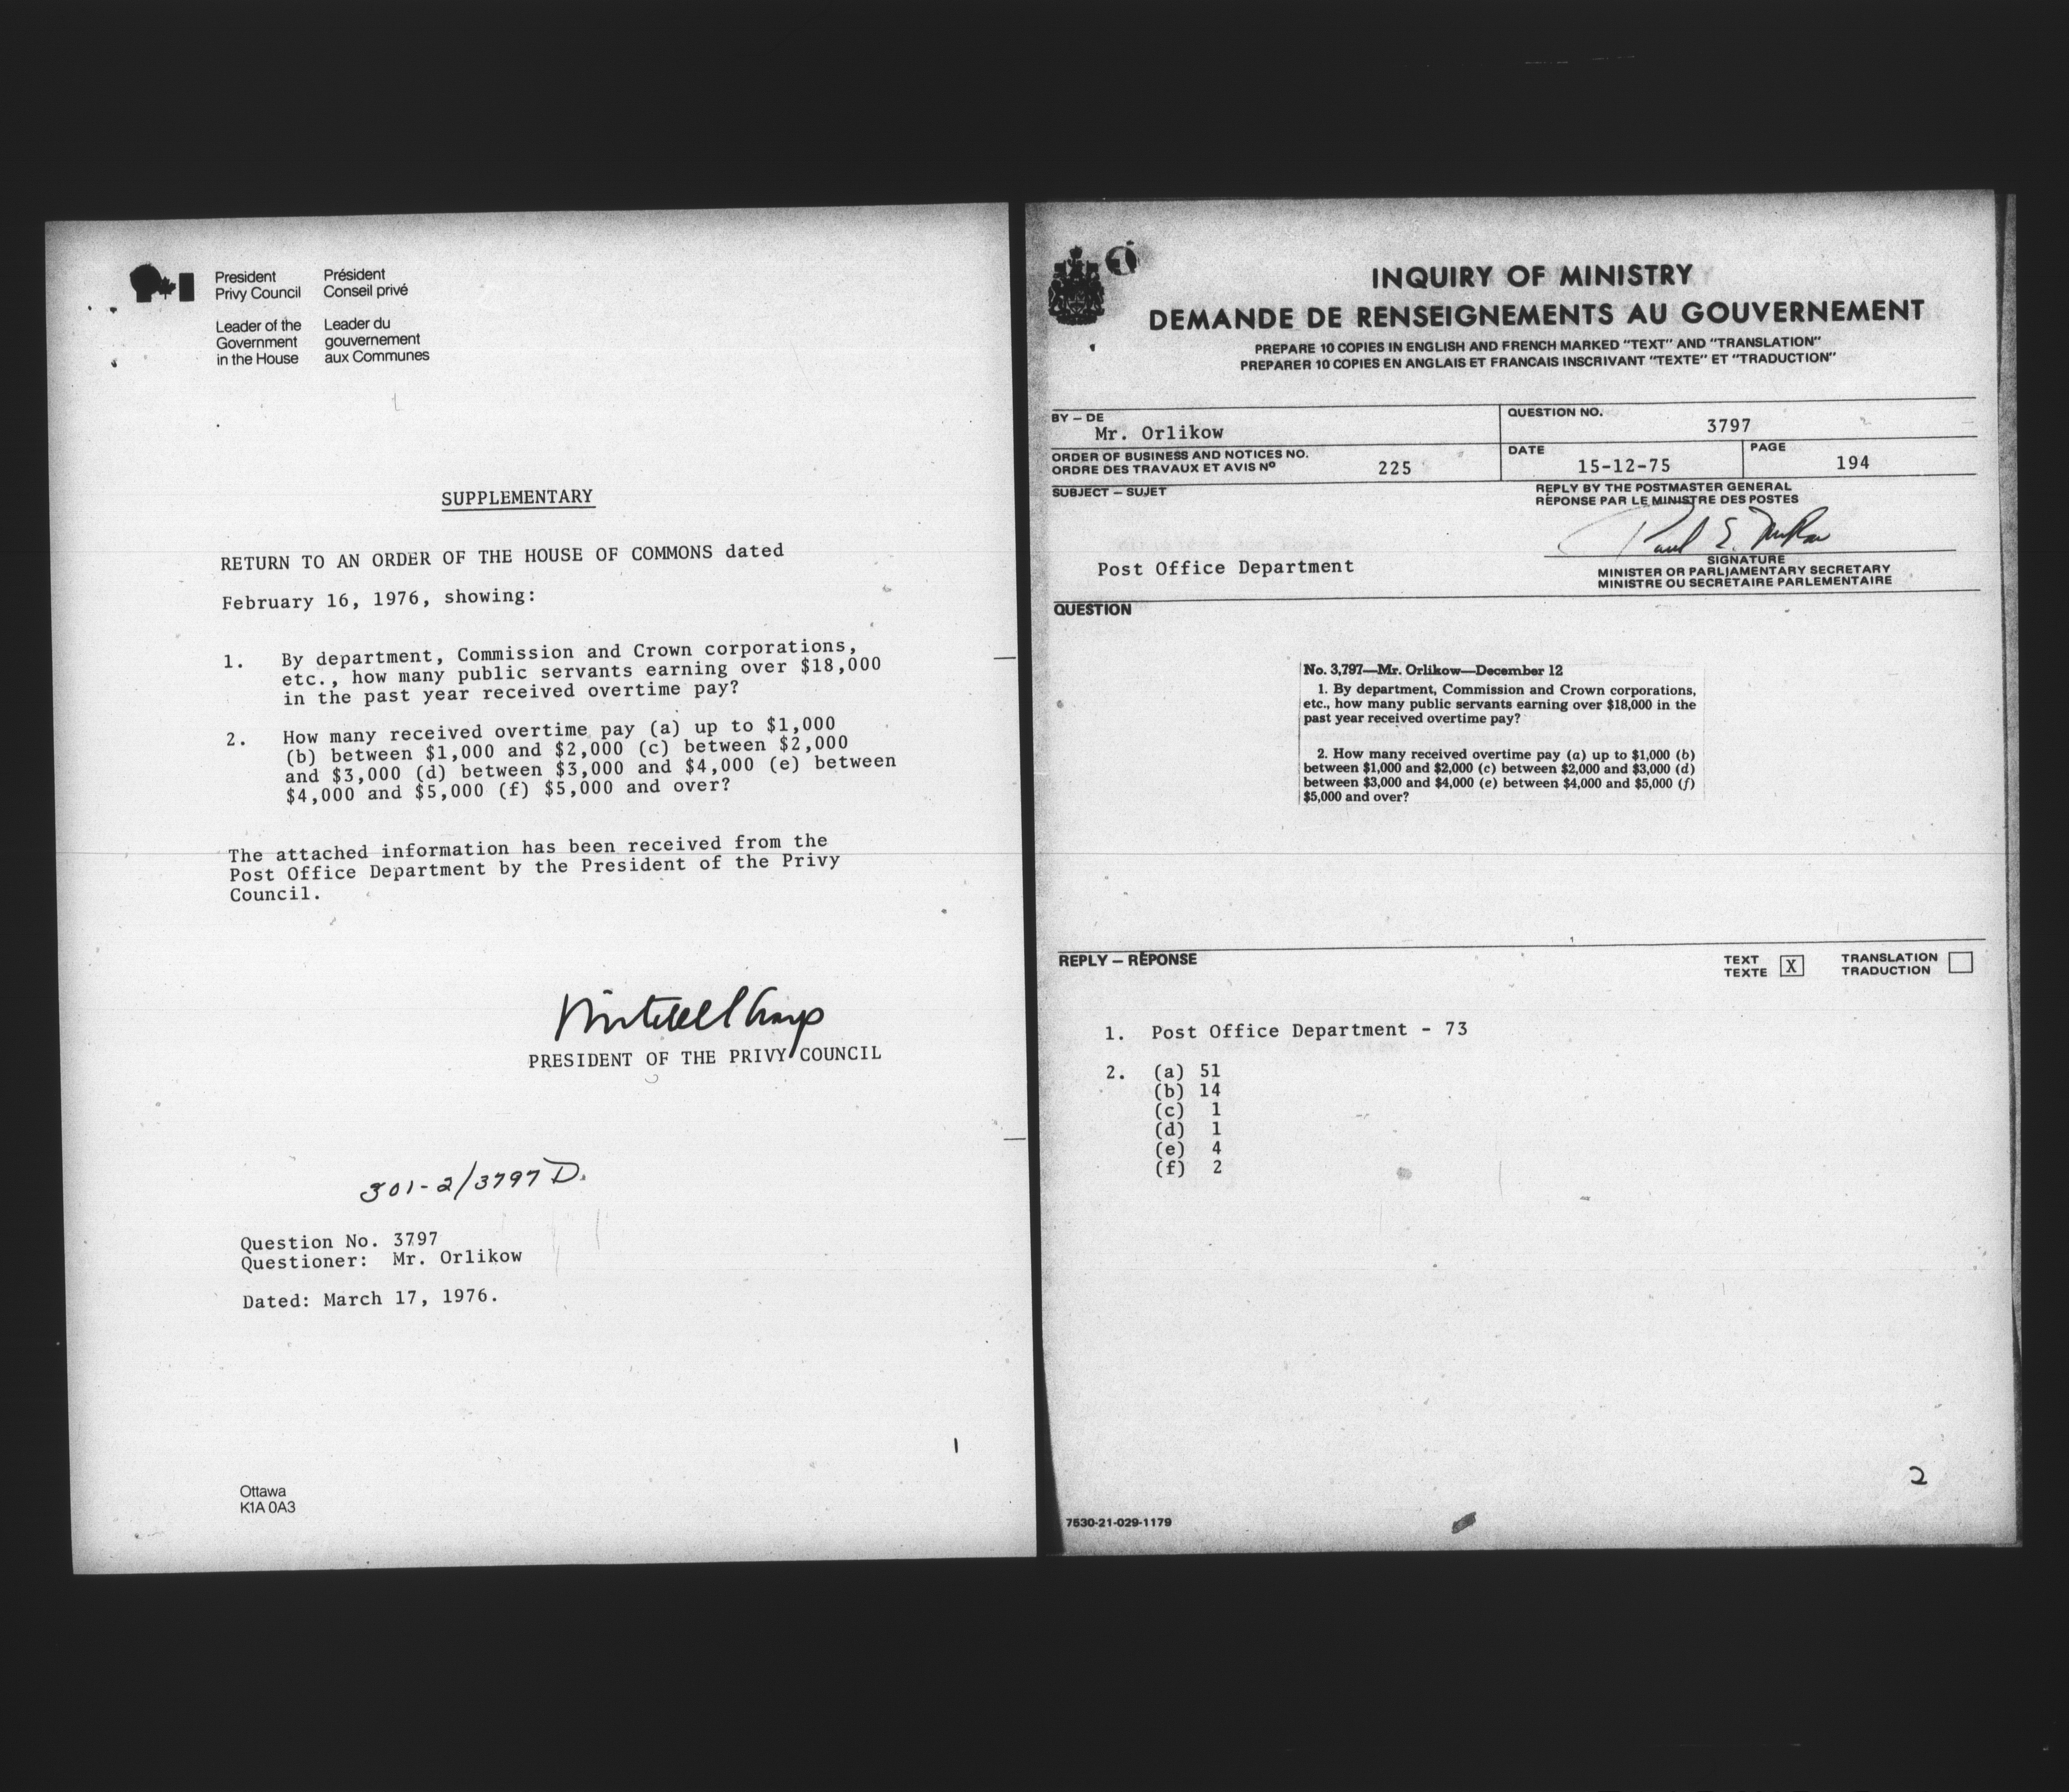 President
Privy Council
Président
Conseil privé
Leader of the
Government
in the House
Leader du
gouvernement
aux Communes
SUPPLEMENTARY
RETURN TO AN ORDER OF THE HOUSE OF COMMONS dated
February 16, 1976, showing:
1. By department, Commission and Crown corporations,
etc., how many public servants earning over $18,000
in the past year received overtime pay?
2. How many received overtime pay (a) up to $1,000
(b) between $1,000 and $2,000 (c) between $2,000
and $3,000 (d) between $3,000 and $4,000 (e) between
$4,000 and $5,000 (f) $5,000 and over?
The attached information has been received from the
Post Office Department by the President of the Privy
Council.
Mitchell Sharp
PRESIDENT OF THE PRIVY COUNCIL
301-2/3797 D.
Question No. 3797
Questioner: Mr. Orlikow
Dated: March 17, 1976.
1
Ottawa
K1A 0A3
INQUIRY OF MINISTRY
DEMANDE DE RENSEIGNEMENTS AU GOUVERNEMENT
PREPARE 10 COPIES IN ENGLISH AND FRENCH MARKED "TEXT" AND "TRANSLATION"
PREPARER 10 COPIES EN ANGLAIS ET FRANCAIS INSCRIVANT "TEXTE" ET "TRADUCTION"
BY – DE
Mr. Orlikow
QUESTION NO.
3797
ORDER OF BUSINESS AND NOTICES NO.
ORDRE DES TRAVAUX ET AVIS Nº
225
DATE
15-12-75
PAGE
194
SUBJECT – SUJET
Post Office Department
REPLY BY THE POSTMASTER GENERAL
RÉPONSE PAR LE MINISTRE DES POSTES
SIGNATURE
MINISTER OR PARLIAMENTARY SECRETARY
MINISTRE OU SECRÉTAIRE PARLEMENTAIRE
QUESTION
No. 3,797—Mr. Orlikow—December 12
1. By department, Commission and Crown corporations,
etc., how many public servants earning over $18,000 in the
past year received overtime pay?
2. How many received overtime pay (a) up to $1,000 (b)
between $1,000 and $2,000 (c) between $2,000 and $3,000 (d)
between $3,000 and $4,000 (e) between $4,000 and $5,000 (f)
$5,000 and over?
REPLY – RÉPONSE
TEXT
TEXTE
X
TRANSLATION
TRADUCTION
1. Post Office Department - 73
2. (a) 51
(b) 14
(c) 1
(d) 1
(e) 4
(f) 2
2
7530-21-029-1179